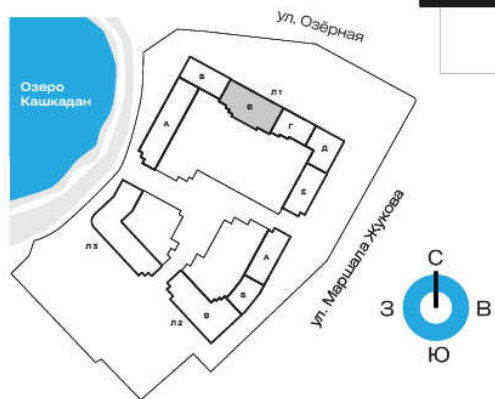 ул. Озёрная
Озеро
Кашкадан
Б
Л1
В
А
Г
Д
Е
ул. Маршала Жукова
Л3
А
Б
В
Л2
С
З
В
Ю